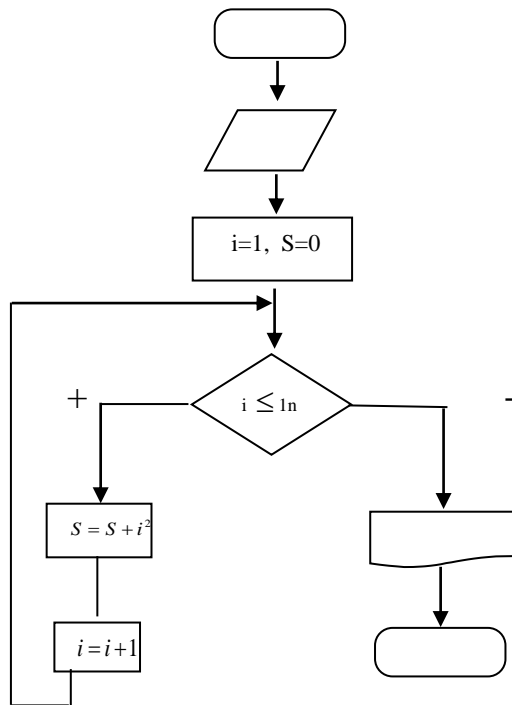 i=1, S=0
+
i ≤ 1n
-
S = S + i²
i = i + 1